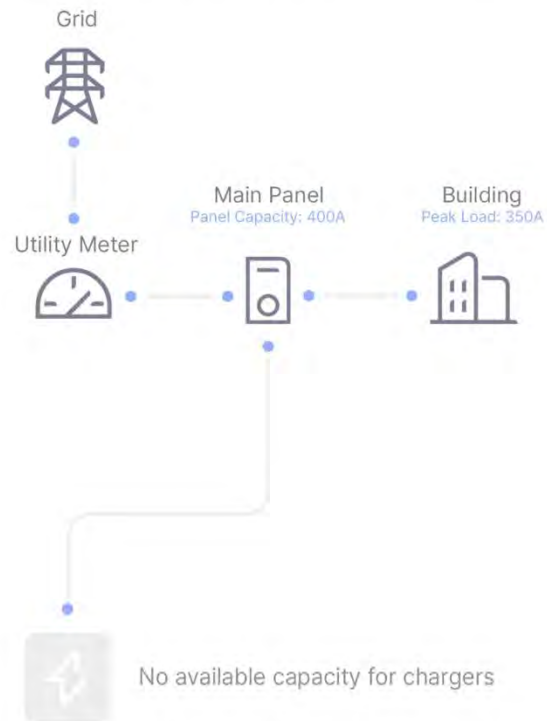 Grid
Main Panel
Panel Capacity: 400A
Building
Peak Load: 350A
Utility Meter
No available capacity for chargers